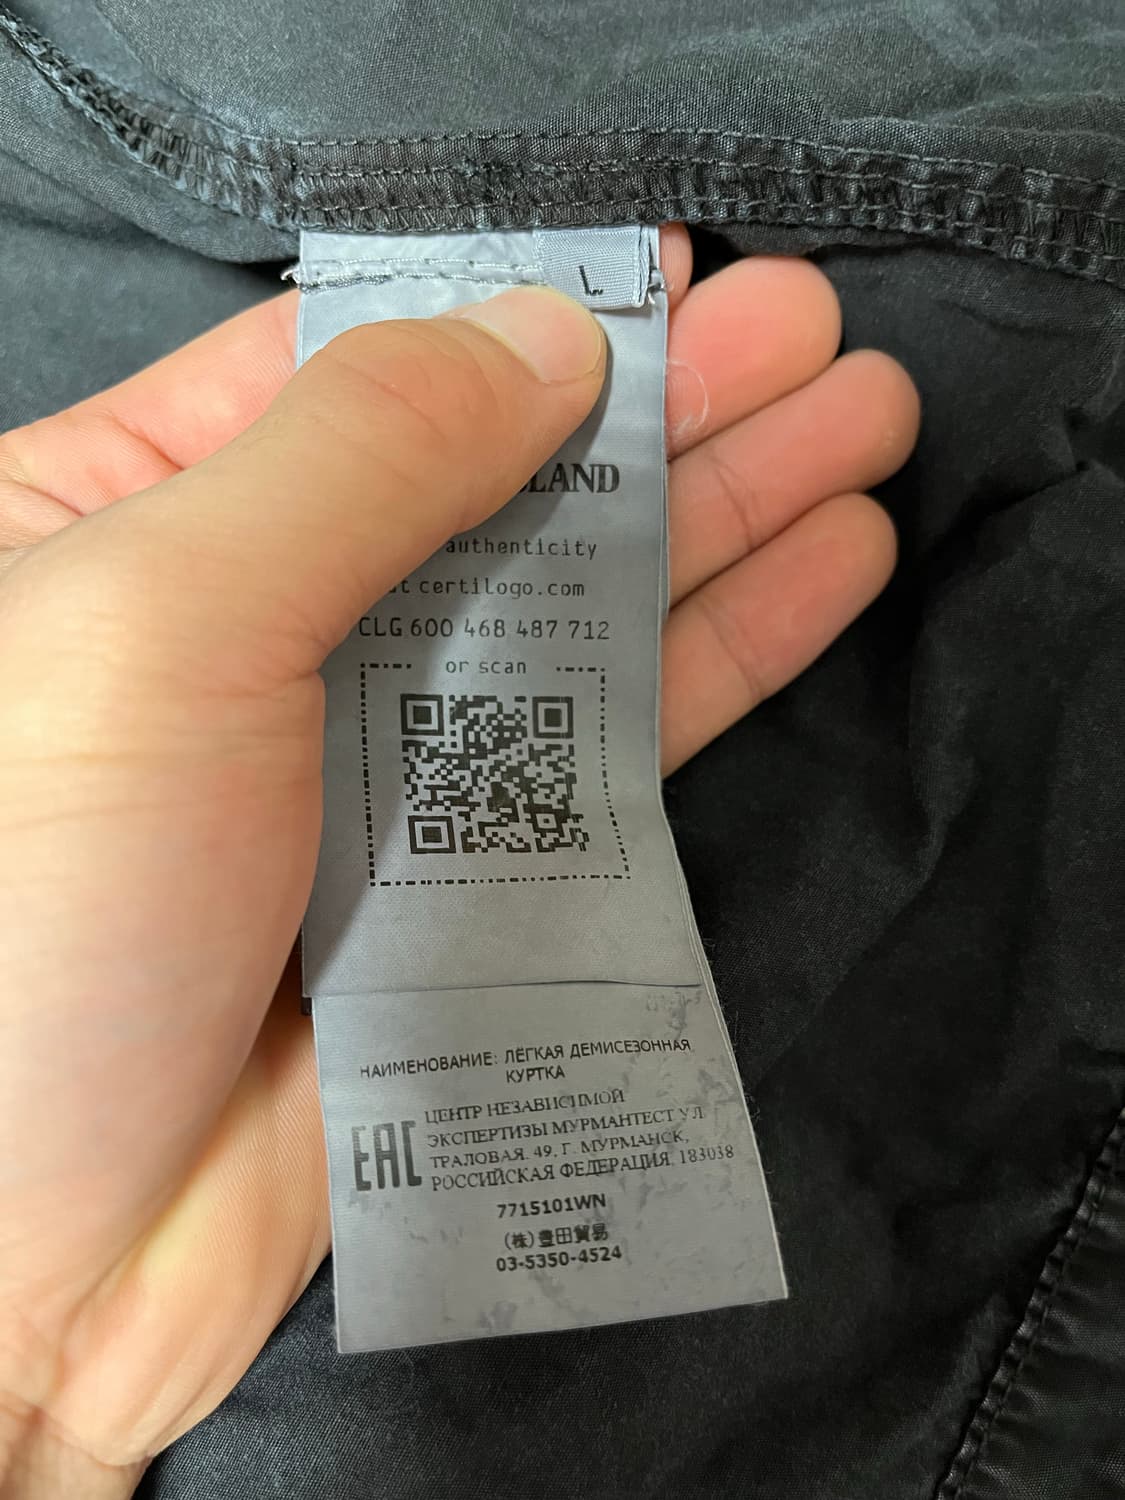 L
LAND
authenticity
at certilogo.com
CLG 600 468 487 712
or scan
НАИМЕНОВАНИЕ: ЛЁГКАЯ ДЕМИСЕЗОННАЯ
КУРТКА
EAC
ЦЕНТР НЕЗАВИСИМОЙ
ЭКСПЕРТИЗЫ МУРМАНТЕСТ УЛ.
ТРАЛОВАЯ. 49, Г. МУРМАНСК,
РОССИЙСКАЯ ФЕДЕРАЦИЯ, 183038
7715101WN
(株)豊田貿易
03-5350-4524